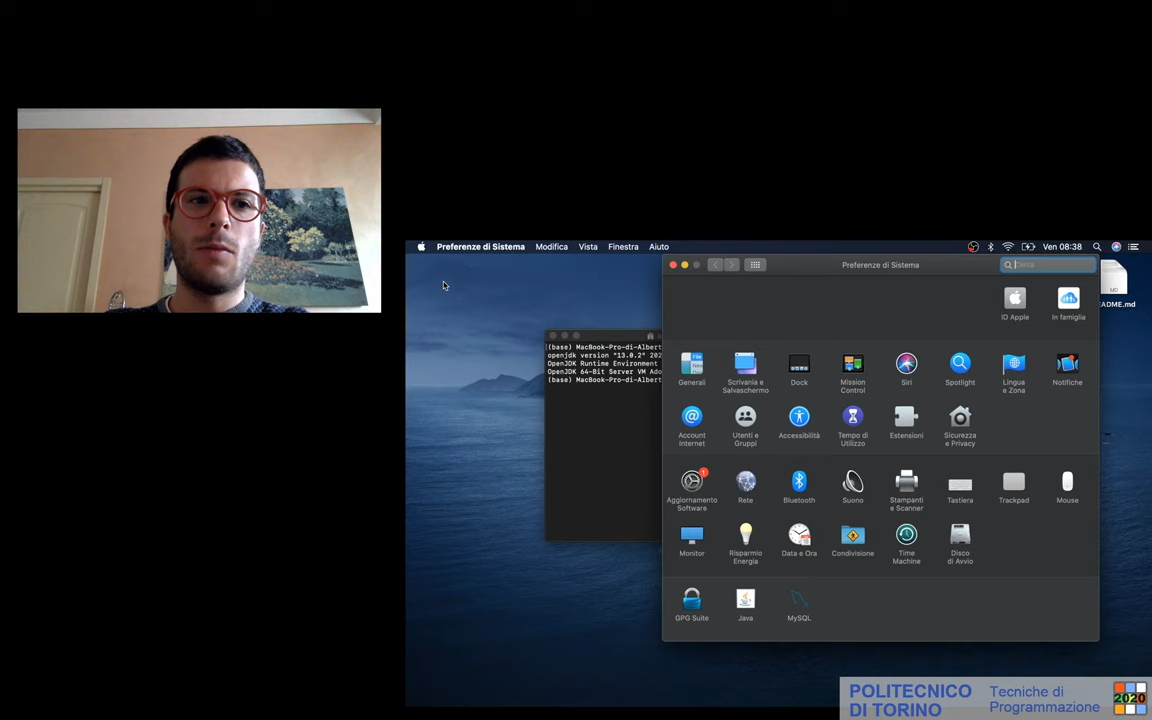 Preferenze di Sistema Modifica Vista Finestra Aiuto Ven 08:38
Preferenze di Sistema
Cerca
ID Apple
In famiglia
EADME.md
MD
(base) MacBook-Pro-di-Albert
openjdk version "13.0.2" 202
OpenJDK Runtime Environment
OpenJDK 64-Bit Server VM Ado
(base) MacBook-Pro-di-Albert
Generali
Scrivania e
Salvaschermo
Dock
Mission
Control
Siri
Spotlight
Lingua
e Zona
Notifiche
Account
Internet
Utenti e
Gruppi
Accessibilità
Tempo di
Utilizzo
Estensioni
Sicurezza
e Privacy
1
Aggiornamento
Software
Rete
Bluetooth
Suono
Stampanti
e Scanner
Tastiera
Trackpad
Mouse
Monitor
Risparmio
Energia
Data e Ora
Condivisione
Time
Machine
Disco
di Avvio
GPG Suite
Java
MySQL
POLITECNICO
DI TORINO
Tecniche di
Programmazione
2020